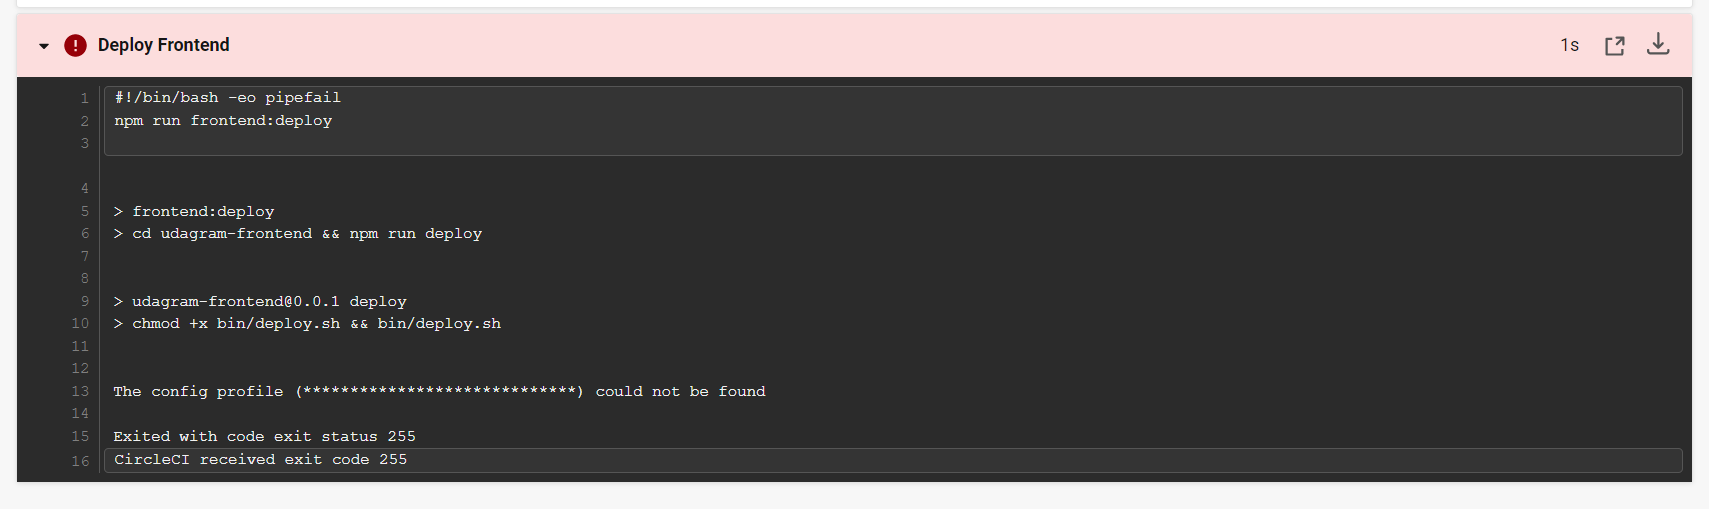 Deploy Frontend
1s
1 #!/bin/bash -eo pipefail
2 npm run frontend:deploy
3
4
5 > frontend:deploy
6 > cd udagram-frontend && npm run deploy
7
8
9 > udagram-frontend@0.0.1 deploy
10 > chmod +x bin/deploy.sh && bin/deploy.sh
11
12
13 The config profile (*****************************) could not be found
14
15 Exited with code exit status 255
16 CircleCI received exit code 255